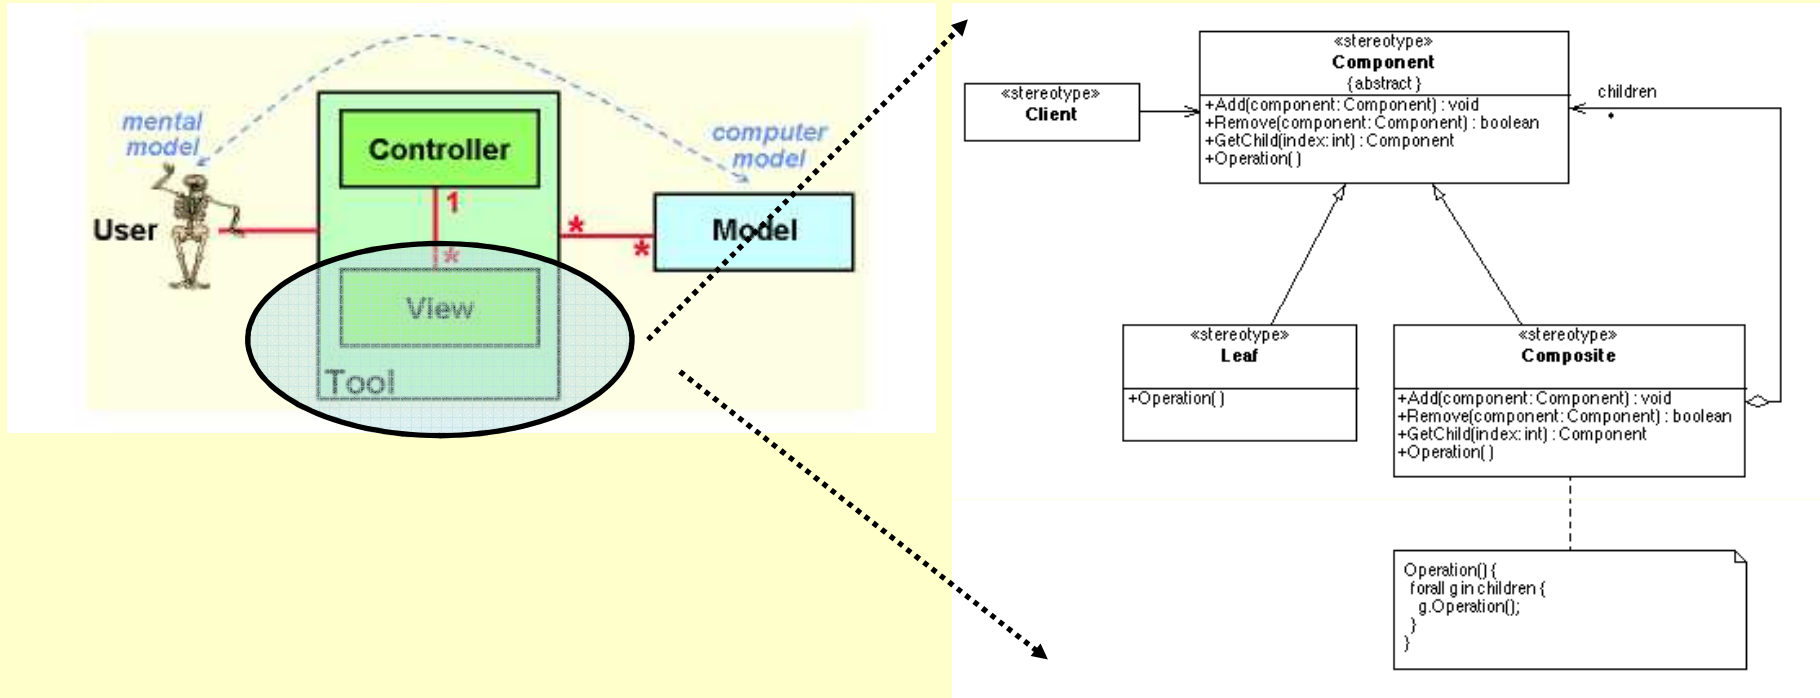 mental
model
User
Controller
1
*
View
Tool
*
*
computer
model
Model
«stereotype»
Client
«stereotype»
Component
{abstract}
+Add(component:Component) : void
+Remove(component:Component) : boolean
+GetChild(index:int) : Component
+Operation()
children
*
«stereotype»
Leaf
+Operation()
«stereotype»
Composite
+Add(component:Component) : void
+Remove(component:Component) : boolean
+GetChild(index:int) : Component
+Operation()
Operation() {
forall g in children {
g.Operation();
}
}